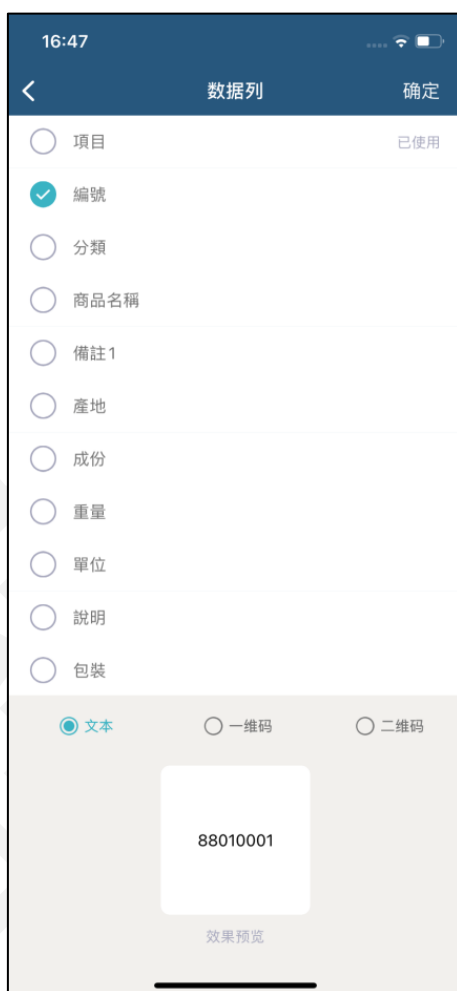 16:47
数据列 确定
項目 已使用
編號
分類
商品名稱
備註1
產地
成份
重量
單位
說明
包裝
文本 一维码 二维码
88010001
效果预览